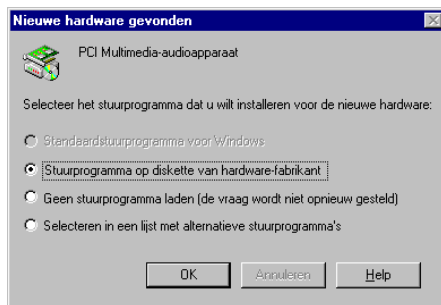 Nieuwe hardware gevonden
PCI Multimedia-audioapparaat
Selecteer het stuurprogramma dat u wilt installeren voor de nieuwe hardware:
Standaardstuurprogramma voor Windows
Stuurprogramma op diskette van hardware-fabrikant
Geen stuurprogramma laden (de vraag wordt niet opnieuw gesteld)
Selecteren in een lijst met alternatieve stuurprogramma's
OK
Annuleren
Help